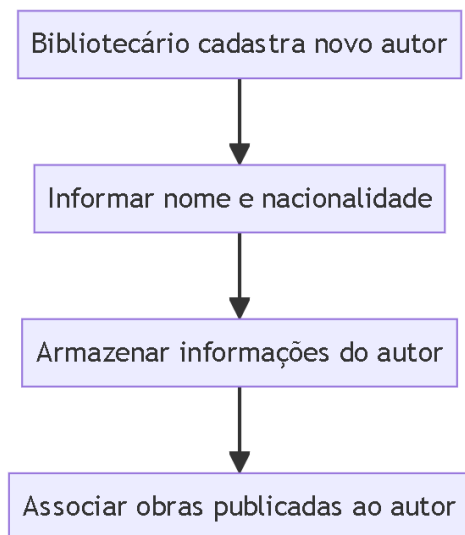 Bibliotecário cadastra novo autor
Informar nome e nacionalidade
Armazenar informações do autor
Associar obras publicadas ao autor